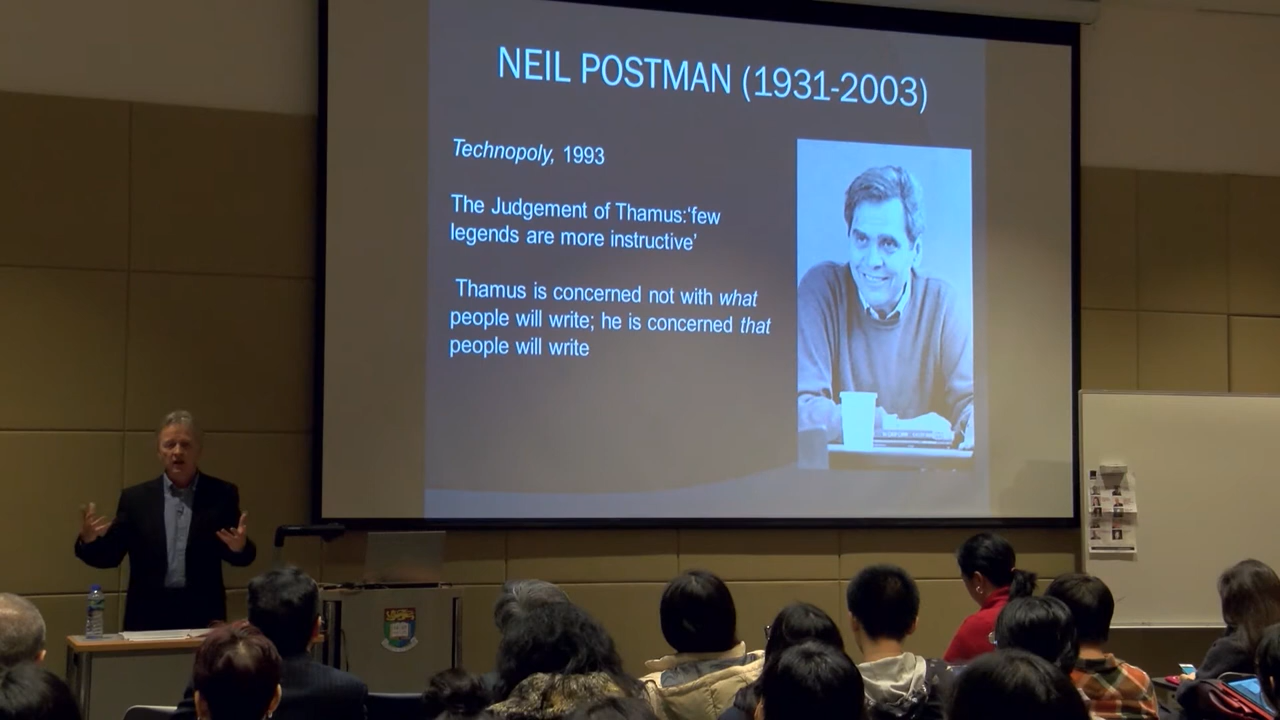 NEIL POSTMAN (1931-2003)
Technopoly, 1993
The Judgement of Thamus:‘few
legends are more instructive’
Thamus is concerned not with what
people will write; he is concerned that
people will write